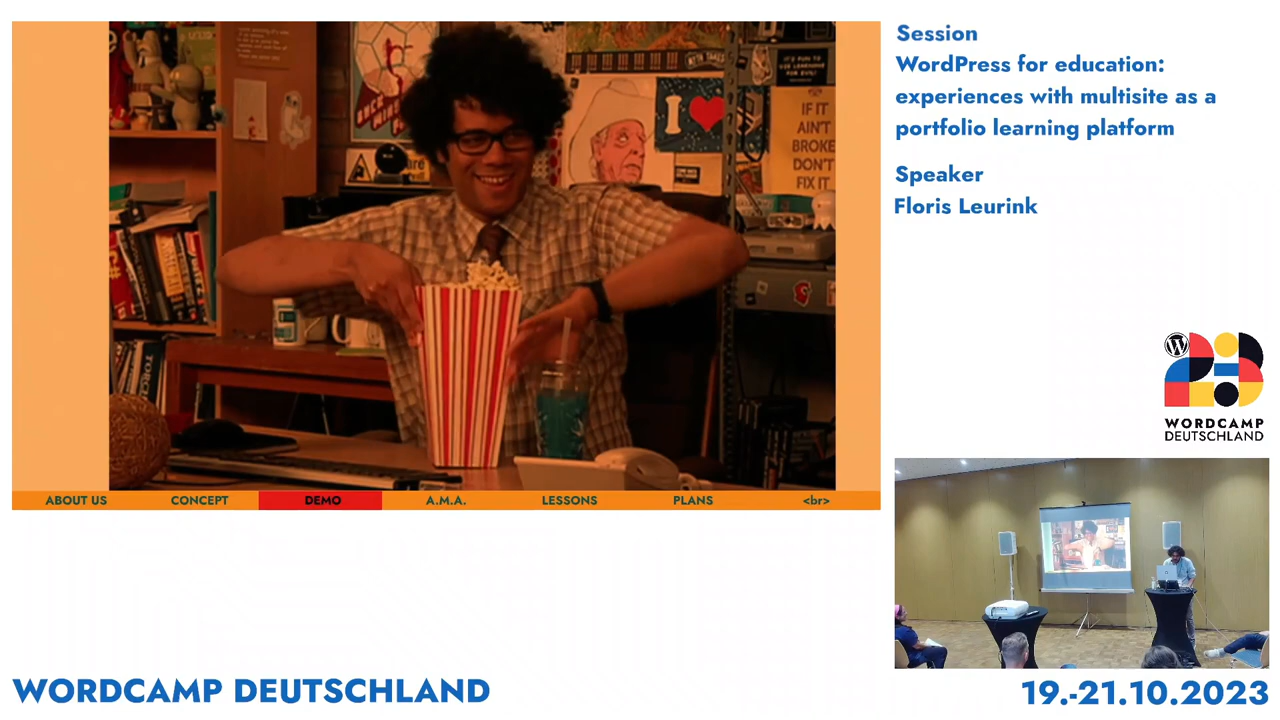 Session
WordPress for education:
experiences with multisite as a
portfolio learning platform
Speaker
Floris Leurink
I
IF IT
AIN'T
BROKE
DON'T
FIX IT
ABOUT US
CONCEPT
DEMO
A.M.A.
LESSONS
PLANS
<br>
W
WORDCAMP
DEUTSCHLAND
WORDCAMP DEUTSCHLAND
19.-21.10.2023